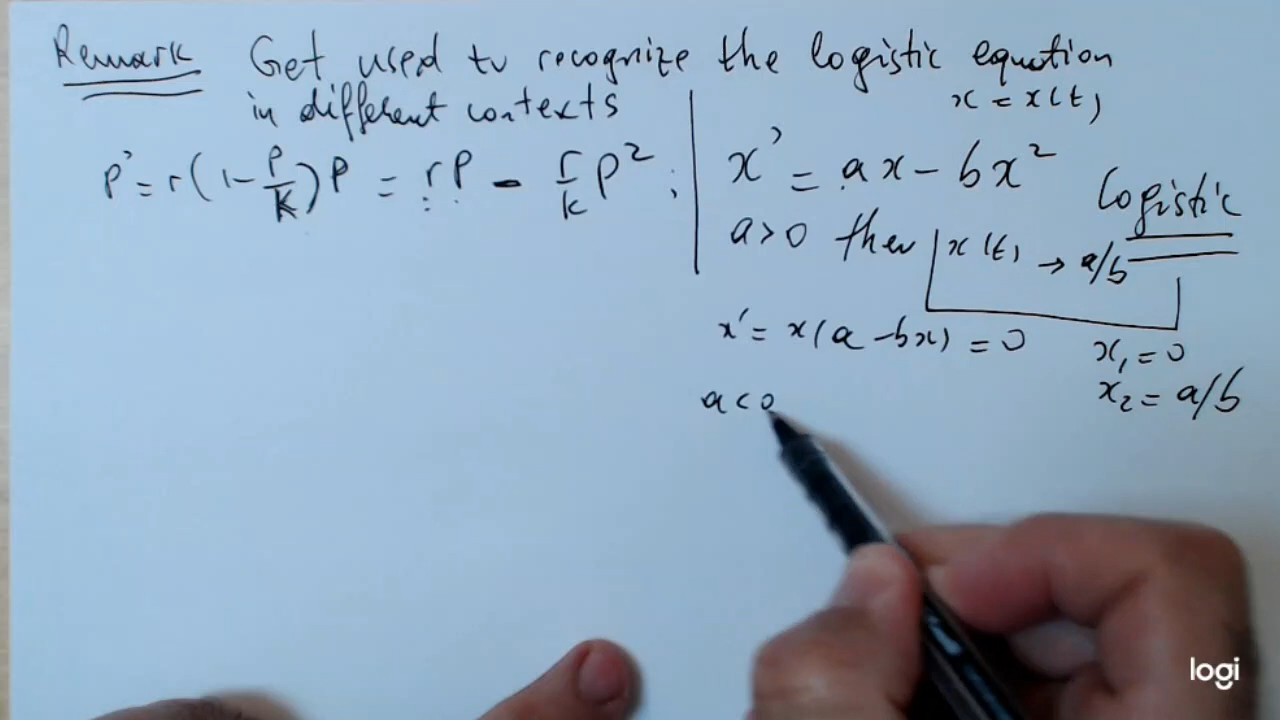 Remark Get used to recognize the logistic equation
in different contexts
x = x(t)
P' = r(1-P/K)P = rP - r/k P² ;
x' = ax - bx²
Logistic
a>0 then x(t) → a/b
x' = x(a - bx) = 0
x₁ = 0
x₂ = a/b
a < 0
logi